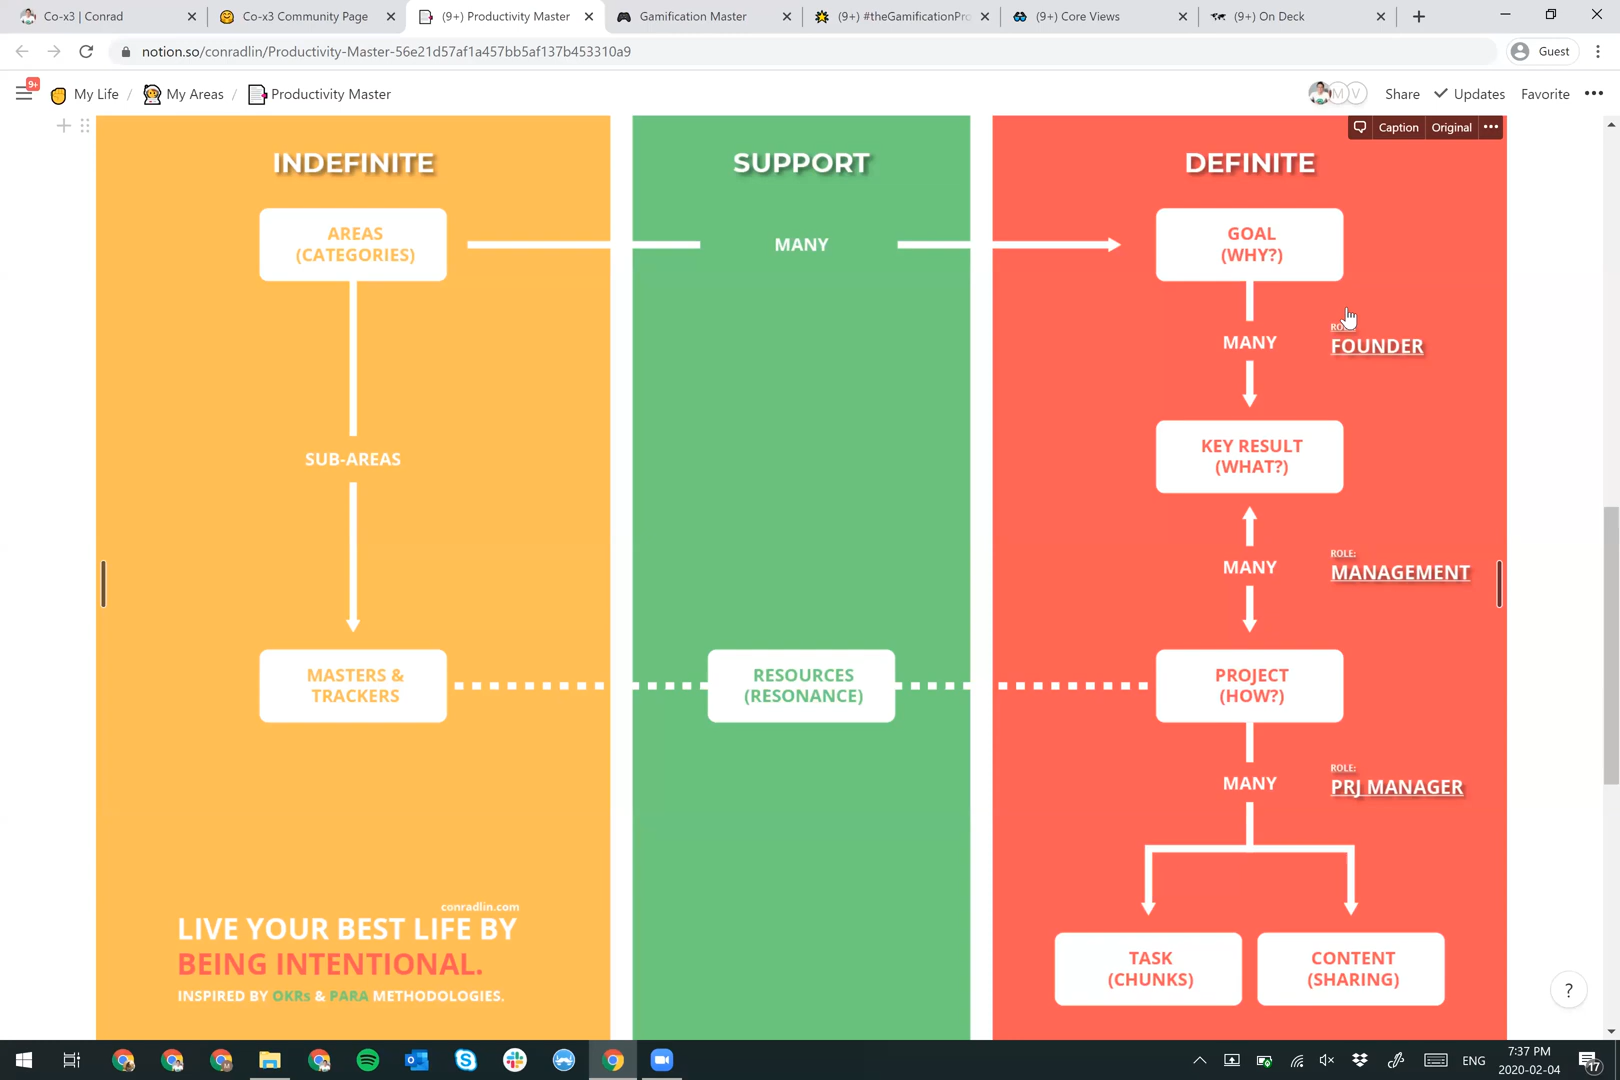 Co-x3 | Conrad
Co-x3 Community Page
(9+) Productivity Master
Gamification Master
(9+) #theGamificationPro
(9+) Core Views
(9+) On Deck
notion.so/conradlin/Productivity-Master-56e21d57af1a457bb5af137b453310a9
Guest
9+
My Life / My Areas / Productivity Master
M V
Share Updates Favorite
Caption Original
INDEFINITE
AREAS
(CATEGORIES)
SUB-AREAS
MASTERS &
TRACKERS
conradlin.com
LIVE YOUR BEST LIFE BY
BEING INTENTIONAL.
INSPIRED BY OKRs & PARA METHODOLOGIES.
SUPPORT
MANY
RESOURCES
(RESONANCE)
DEFINITE
GOAL
(WHY?)
MANY
FOUNDER
KEY RESULT
(WHAT?)
MANY
ROLE:
MANAGEMENT
PROJECT
(HOW?)
MANY
ROLE:
PRJ MANAGER
TASK
(CHUNKS)
CONTENT
(SHARING)
?
ENG
7:37 PM
2020-02-04
17